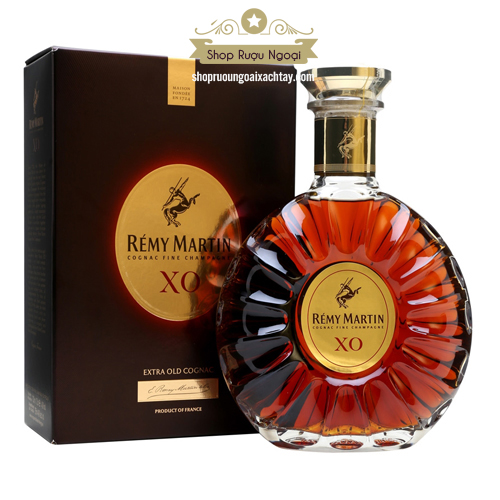 Shop Rượu Ngoại
shopruoungoaixachtay.com
MAISON
FONDÉE
EN 1724
RÉMY MARTIN
COGNAC FINE CHAMPAGNE
XO
EXTRA OLD COGNAC
PRODUCT OF FRANCE
RÉMY MARTIN
COGNAC FINE CHAMPAGNE
XO